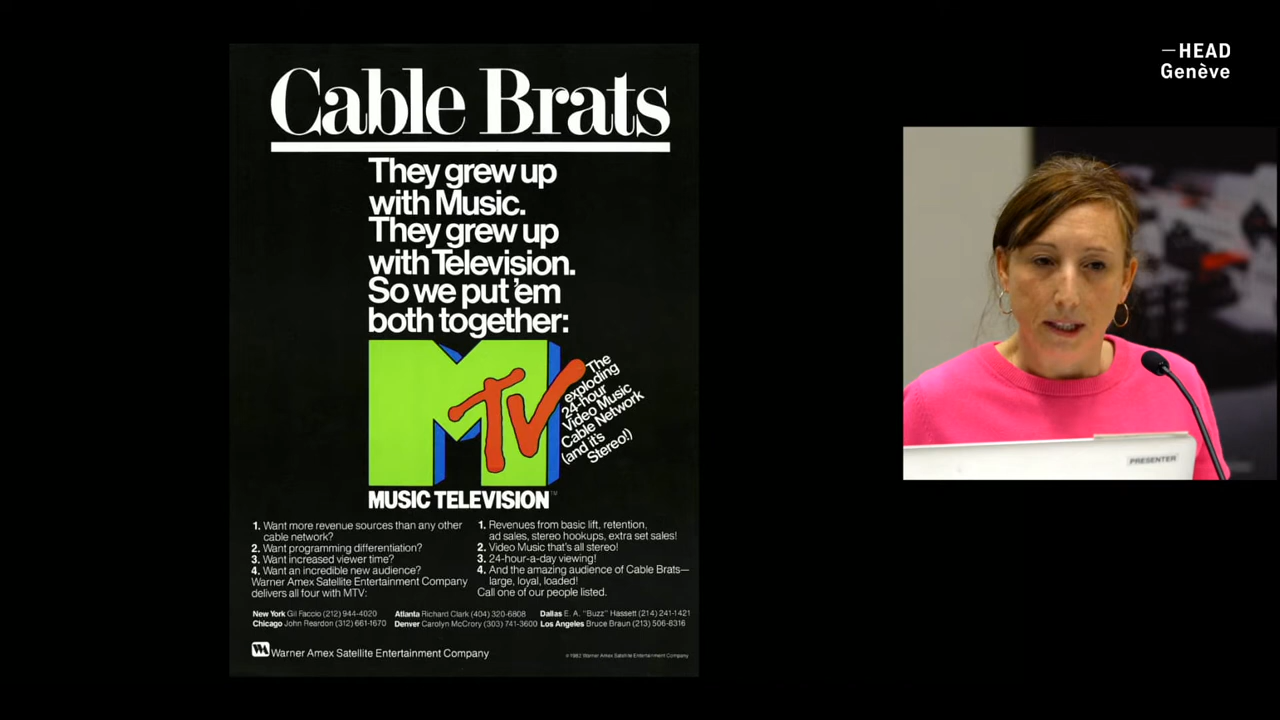 —HEAD
Genève
Cable Brats
They grew up
with Music.
They grew up
with Television.
So we put 'em
both together:
MTV
The
exploding
24-hour
Video Music
Cable Network
(and it's
Stereo!)
MUSIC TELEVISION™
1. Want more revenue sources than any other
cable network?
2. Want programming differentiation?
3. Want increased viewer time?
4. Want an incredible new audience?
Warner Amex Satellite Entertainment Company
delivers all four with MTV:
1. Revenues from basic lift, retention,
ad sales, stereo hookups, extra set sales!
2. Video Music that's all stereo!
3. 24-hour-a-day viewing!
4. And the amazing audience of Cable Brats—
large, loyal, loaded!
Call one of our people listed.
New York Gil Faccio (212) 944-4020 Atlanta Richard Clark (404) 320-6808 Dallas E. A. "Buzz" Hassett (214) 241-1421
Chicago John Reardon (312) 661-1670 Denver Carolyn McCrory (303) 741-3600 Los Angeles Bruce Braun (213) 506-8316
Warner Amex Satellite Entertainment Company
© 1982 Warner Amex Satellite Entertainment Company
PRESENTER